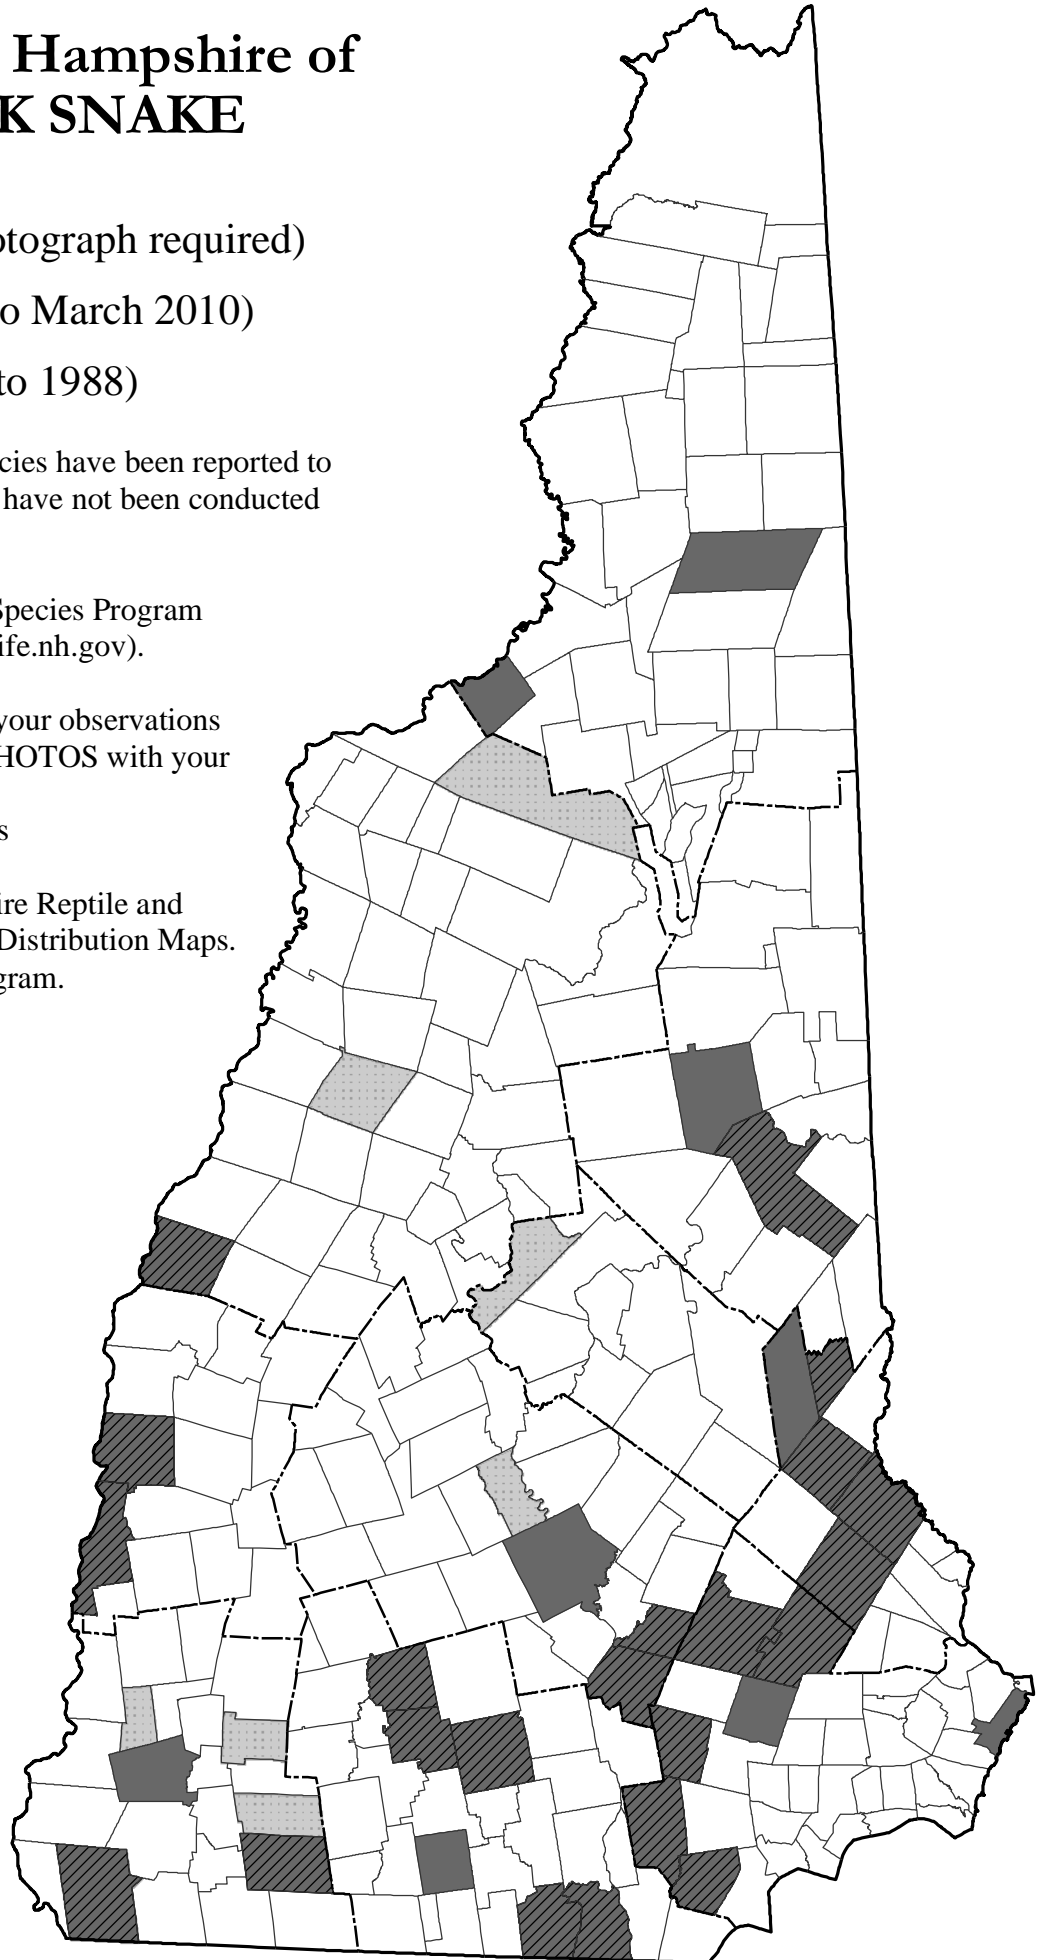 Hampshire of
K SNAKE
otograph required)
o March 2010)
to 1988)
cies have been reported to
have not been conducted
Species Program
ife.nh.gov).
your observations
HOTOS with your
s
ire Reptile and
Distribution Maps.
gram.